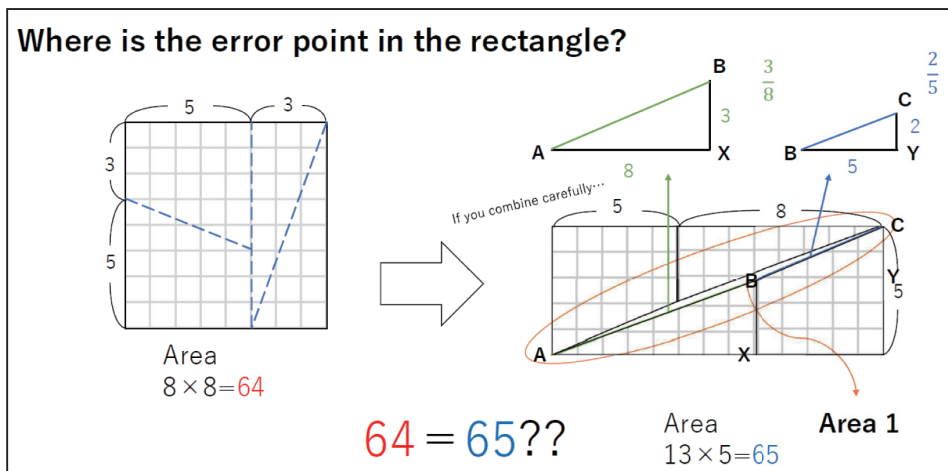 Where is the error point in the rectangle?
5
3
3
5
Area
8×8=64
If you combine carefully…
B
3/8
3
A
X
8
2/5
C
2
B
Y
5
5
8
C
B
Y
5
A
X
64=65??
Area
13×5=65
Area 1